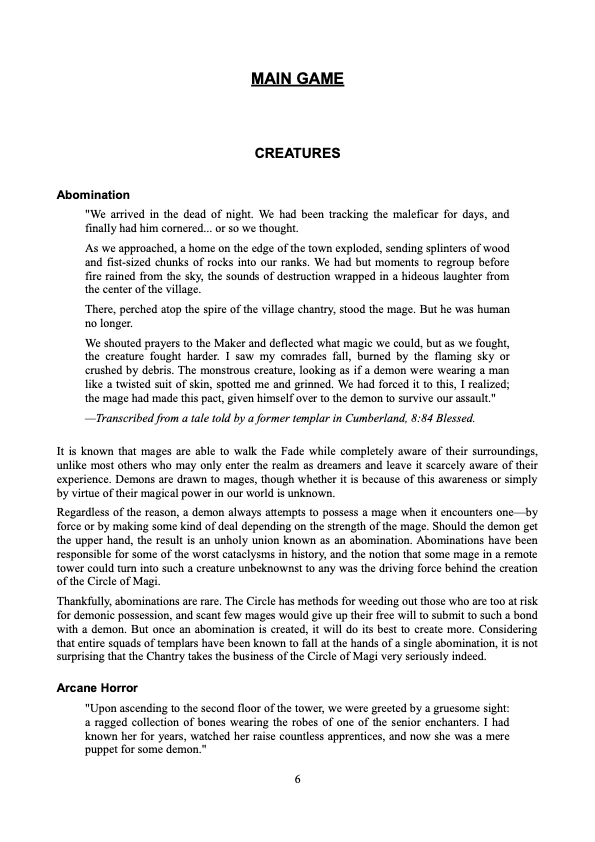 MAIN GAME
CREATURES
Abomination
"We arrived in the dead of night. We had been tracking the maleficar for days, and
finally had him cornered... or so we thought.
As we approached, a home on the edge of the town exploded, sending splinters of wood
and fist-sized chunks of rocks into our ranks. We had but moments to regroup before
fire rained from the sky, the sounds of destruction wrapped in a hideous laughter from
the center of the village.
There, perched atop the spire of the village chantry, stood the mage. But he was human
no longer.
We shouted prayers to the Maker and deflected what magic we could, but as we fought,
the creature fought harder. I saw my comrades fall, burned by the flaming sky or
crushed by debris. The monstrous creature, looking as if a demon were wearing a man
like a twisted suit of skin, spotted me and grinned. We had forced it to this, I realized;
the mage had made this pact, given himself over to the demon to survive our assault."
—Transcribed from a tale told by a former templar in Cumberland, 8:84 Blessed.
It is known that mages are able to walk the Fade while completely aware of their surroundings,
unlike most others who may only enter the realm as dreamers and leave it scarcely aware of their
experience. Demons are drawn to mages, though whether it is because of this awareness or simply
by virtue of their magical power in our world is unknown.
Regardless of the reason, a demon always attempts to possess a mage when it encounters one—by
force or by making some kind of deal depending on the strength of the mage. Should the demon get
the upper hand, the result is an unholy union known as an abomination. Abominations have been
responsible for some of the worst cataclysms in history, and the notion that some mage in a remote
tower could turn into such a creature unbeknownst to any was the driving force behind the creation
of the Circle of Magi.
Thankfully, abominations are rare. The Circle has methods for weeding out those who are too at risk
for demonic possession, and scant few mages would give up their free will to submit to such a bond
with a demon. But once an abomination is created, it will do its best to create more. Considering
that entire squads of templars have been known to fall at the hands of a single abomination, it is not
surprising that the Chantry takes the business of the Circle of Magi very seriously indeed.
Arcane Horror
"Upon ascending to the second floor of the tower, we were greeted by a gruesome sight:
a ragged collection of bones wearing the robes of one of the senior enchanters. I had
known her for years, watched her raise countless apprentices, and now she was a mere
puppet for some demon."
6